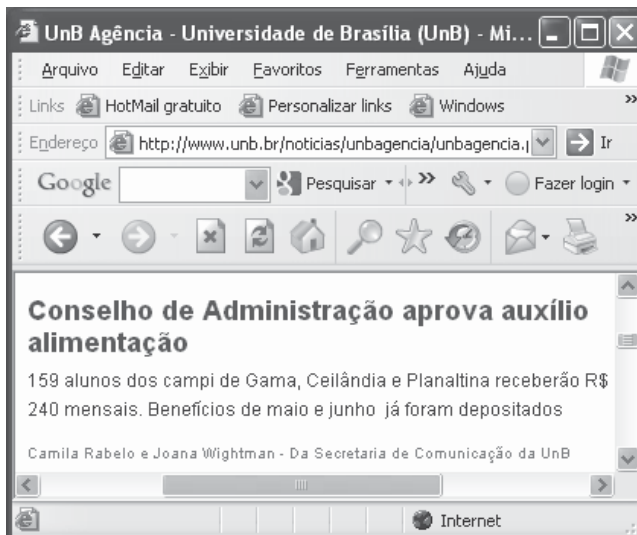 UnB Agência - Universidade de Brasília (UnB) - Mi...
Arquivo Editar Exibir Favoritos Ferramentas Ajuda
Links HotMail gratuito Personalizar links Windows »
Endereço http://www.unb.br/noticias/unbagencia/unbagencia.p Ir
Google Pesquisar » Fazer login
»
Conselho de Administração aprova auxílio
alimentação
159 alunos dos campi de Gama, Ceilândia e Planaltina receberão R$
240 mensais. Benefícios de maio e junho já foram depositados
Camila Rabelo e Joana Wightman - Da Secretaria de Comunicação da UnB
Internet